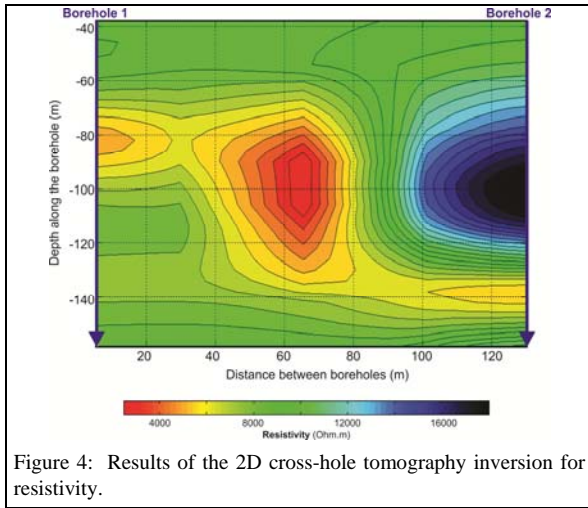 Borehole 1
Borehole 2
-40
-60
-80
-100
-120
-140
Depth along the borehole (m)
20 40 60 80 100 120
Distance between boreholes (m)
4000 8000 12000 16000
Resistivity (Ohm.m)
Figure 4: Results of the 2D cross-hole tomography inversion for
resistivity.